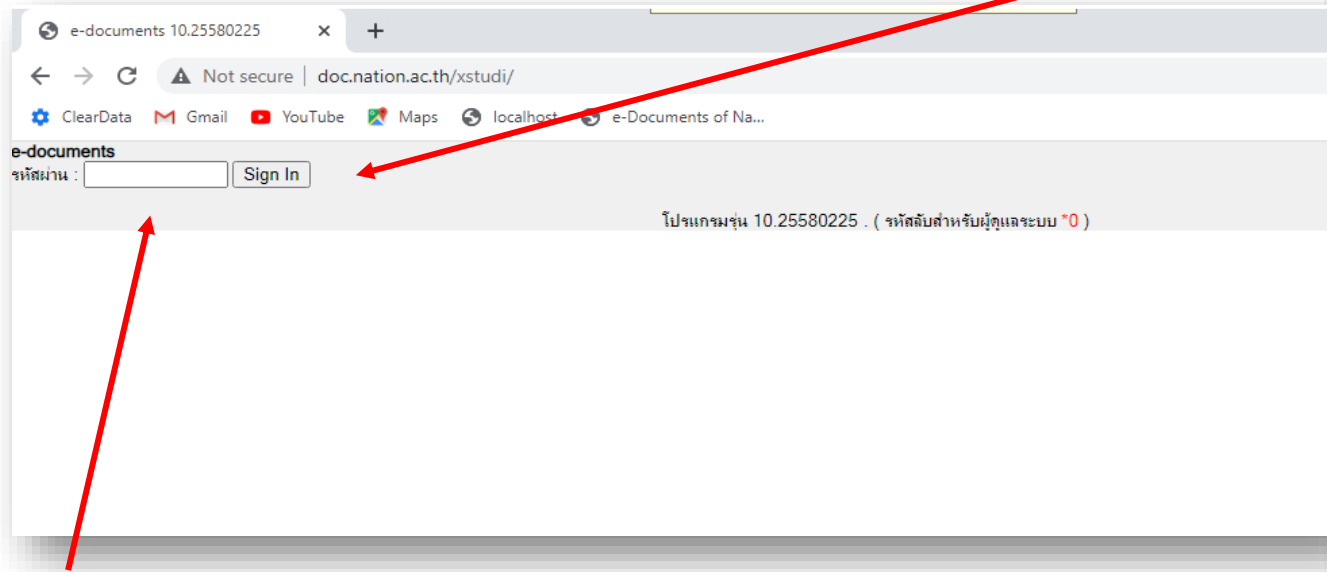 e-documents 10.25580225
Not secure | doc.nation.ac.th/xstudi/
ClearData Gmail YouTube Maps localhost e-Documents of Na...
e-documents
รหัสผ่าน : Sign In
โปรแกรมรุ่น 10.25580225 . ( รหัสลับสำหรับผู้ดูแลระบบ *0 )